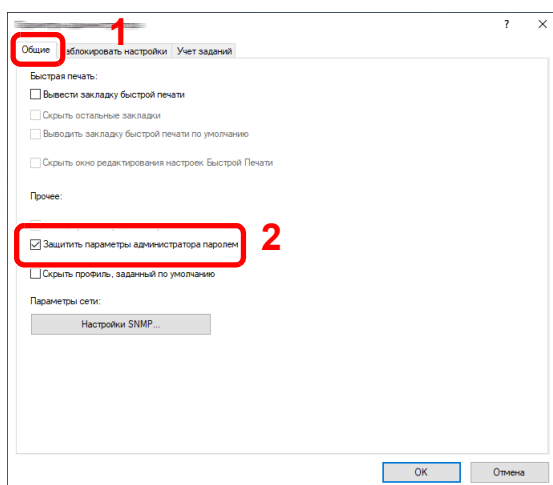 ?
1
Общие
аблокировать настройки
Учет заданий
Быстрая печать:
Вывести закладку быстрой печати
Скрыть остальные закладки
Выводить закладку быстрой печати по умолчанию
Скрыть окно редактирования настроек Быстрой Печати
Прочее:
Защитить параметры администратора паролем
2
Скрыть профиль, заданный по умолчанию
Параметры сети:
Настройки SNMP...
OK
Отмена